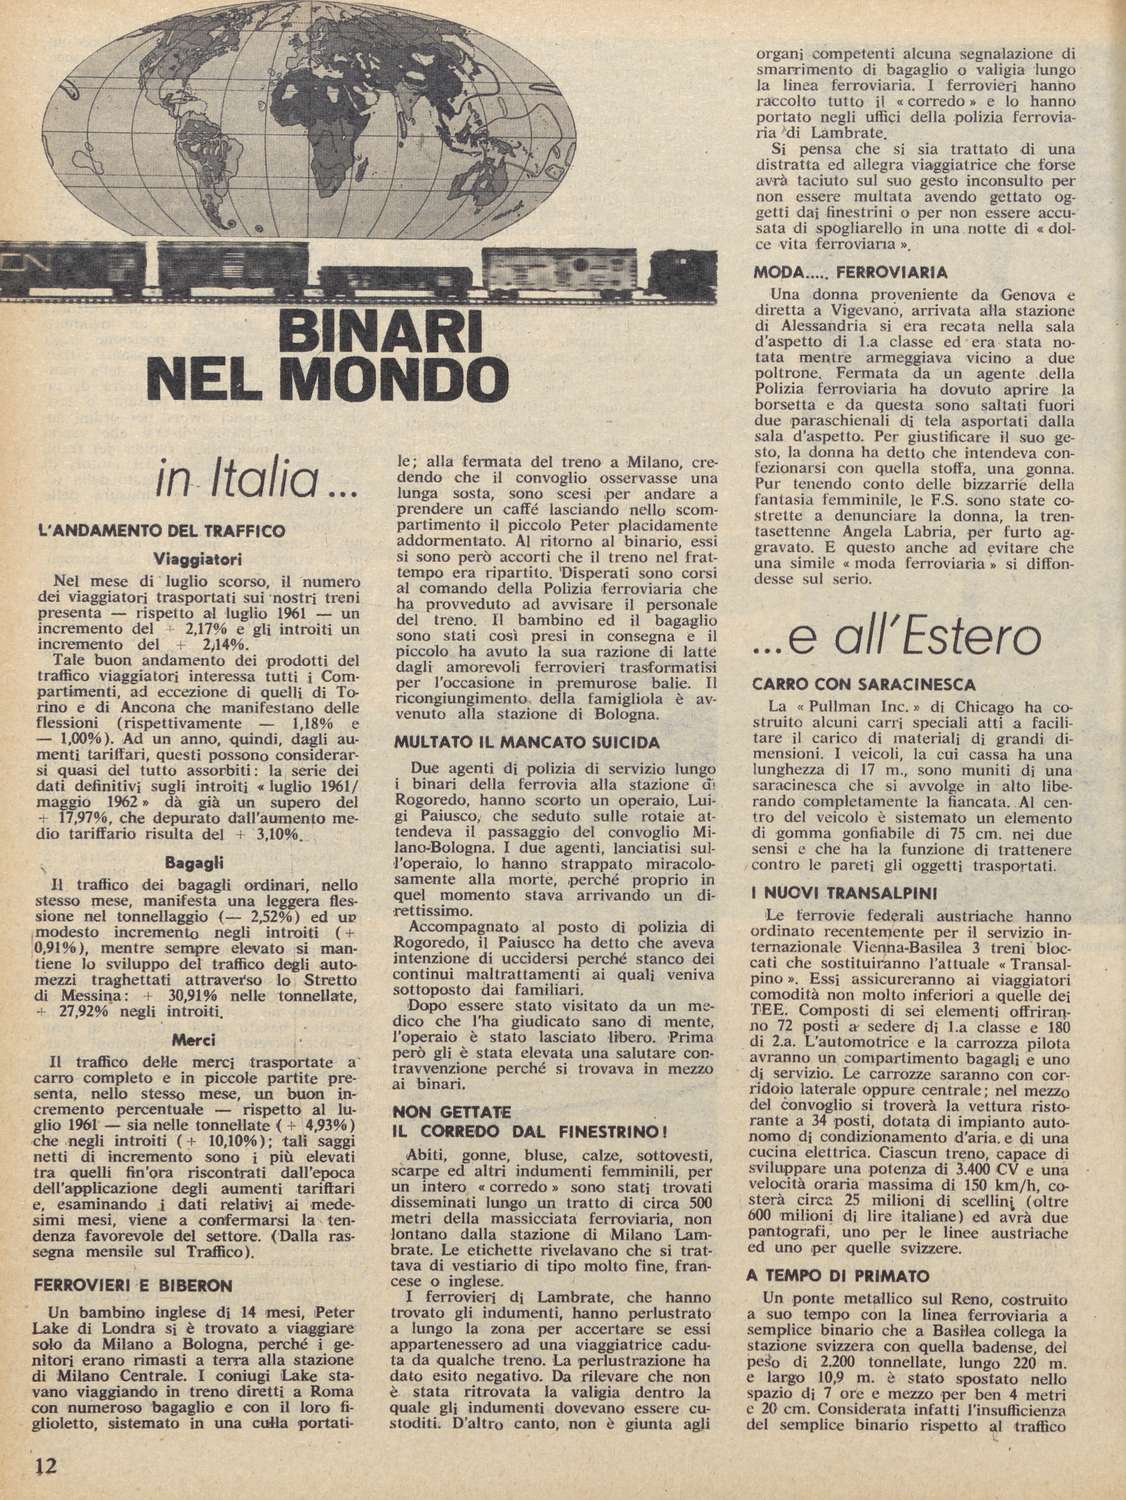 CN
BINARI
NEL MONDO
in Italia ...
L'ANDAMENTO DEL TRAFFICO
Viaggiatori
Nel mese di luglio scorso, il numero
dei viaggiatori trasportati sui nostri treni
presenta — rispetto al luglio 1961 — un
incremento del + 2,17% e gli introiti un
incremento del + 2,14%.
Tale buon andamento dei prodotti del
traffico viaggiatori interessa tutti i Com-
partimenti, ad eccezione di quelli di To-
rino e di Ancona che manifestano delle
flessioni (rispettivamente — 1,18% e
— 1,00%). Ad un anno, quindi, dagli au-
menti tariffari, questi possono considerar-
si quasi del tutto assorbiti: la serie dei
dati definitivi sugli introiti « luglio 1961/
maggio 1962 » dà già un supero del
+ 17,97%, che depurato dall'aumento me-
dio tariffario risulta del + 3,10%.
Bagagli
Il traffico dei bagagli ordinari, nello
stesso mese, manifesta una leggera fles-
sione nel tonnellaggio (— 2,52%) ed un
modesto incremento negli introiti (+
0,91%), mentre sempre elevato si man-
tiene lo sviluppo del traffico degli auto-
mezzi traghettati attraverso lo Stretto
di Messina: + 30,91% nelle tonnellate,
+ 27,92% negli introiti.
Merci
Il traffico delle merci trasportate a
carro completo e in piccole partite pre-
senta, nello stesso mese, un buon in-
cremento percentuale — rispetto al lu-
glio 1961 — sia nelle tonnellate (+ 4,93%)
che negli introiti (+ 10,10%); tali saggi
netti di incremento sono i più elevati
tra quelli fin'ora riscontrati dall'epoca
dell'applicazione degli aumenti tariffari
e, esaminando i dati relativi ai mede-
simi mesi, viene a confermarsi la ten-
denza favorevole del settore. (Dalla ras-
segna mensile sul Traffico).
FERROVIERI E BIBERON
Un bambino inglese di 14 mesi, Peter
Lake di Londra si è trovato a viaggiare
solo da Milano a Bologna, perché i ge-
nitori erano rimasti a terra alla stazione
di Milano Centrale. I coniugi Lake sta-
vano viaggiando in treno diretti a Roma
con numeroso bagaglio e con il loro fi-
glioletto, sistemato in una culla portati-
le; alla fermata del treno a Milano, cre-
dendo che il convoglio osservasse una
lunga sosta, sono scesi per andare a
prendere un caffé lasciando nello scom-
partimento il piccolo Peter placidamente
addormentato. Al ritorno al binario, essi
si sono però accorti che il treno nel frat-
tempo era ripartito. Disperati sono corsi
al comando della Polizia ferroviaria che
ha provveduto ad avvisare il personale
del treno. Il bambino ed il bagaglio
sono stati così presi in consegna e il
piccolo ha avuto la sua razione di latte
dagli amorevoli ferrovieri trasformatisi
per l'occasione in premurose balie. Il
ricongiungimento della famigliola è av-
venuto alla stazione di Bologna.
MULTATO IL MANCATO SUICIDA
Due agenti di polizia di servizio lungo
i binari della ferrovia alla stazione di
Rogoredo, hanno scorto un operaio, Lui-
gi Paiusco, che seduto sulle rotaie at-
tendeva il passaggio del convoglio Mi-
lano-Bologna. I due agenti, lanciatisi sul-
l'operaio, lo hanno strappato miracolo-
samente alla morte, perché proprio in
quel momento stava arrivando un di-
rettissimo.
Accompagnato al posto di polizia di
Rogoredo, il Paiusco ha detto che aveva
intenzione di uccidersi perché stanco dei
continui maltrattamenti ai quali veniva
sottoposto dai familiari.
Dopo essere stato visitato da un me-
dico che l'ha giudicato sano di mente,
l'operaio è stato lasciato libero. Prima
però gli è stata elevata una salutare con-
travvenzione perché si trovava in mezzo
ai binari.
NON GETTATE
IL CORREDO DAL FINESTRINO!
Abiti, gonne, bluse, calze, sottovesti,
scarpe ed altri indumenti femminili, per
un intero « corredo » sono stati trovati
disseminati lungo un tratto di circa 500
metri della massicciata ferroviaria, non
lontano dalla stazione di Milano Lam-
brate. Le etichette rivelavano che si trat-
tava di vestiario di tipo molto fine, fran-
cese o inglese.
I ferrovieri di Lambrate, che hanno
trovato gli indumenti, hanno perlustrato
a lungo la zona per accertare se essi
appartenessero ad una viaggiatrice cadu-
ta da qualche treno. La perlustrazione ha
dato esito negativo. Da rilevare che non
è stata ritrovata la valigia dentro la
quale gli indumenti dovevano essere cu-
stoditi. D'altro canto, non è giunta agli
organi competenti alcuna segnalazione di
smarrimento di bagaglio o valigia lungo
la linea ferroviaria. I ferrovieri hanno
raccolto tutto il « corredo » e lo hanno
portato negli uffici della polizia ferrovia-
ria di Lambrate.
Si pensa che si sia trattato di una
distratta ed allegra viaggiatrice che forse
avrà taciuto sul suo gesto inconsulto per
non essere multata avendo gettato og-
getti dai finestrini o per non essere accu-
sata di spogliarello in una notte di « dol-
ce vita ferroviaria ».
MODA..... FERROVIARIA
Una donna proveniente da Genova e
diretta a Vigevano, arrivata alla stazione
di Alessandria si era recata nella sala
d'aspetto di 1.a classe ed era stata no-
tata mentre armeggiava vicino a due
poltrone. Fermata da un agente della
Polizia ferroviaria ha dovuto aprire la
borsetta e da questa sono saltati fuori
due paraschienali di tela asportati dalla
sala d'aspetto. Per giustificare il suo ge-
sto, la donna ha detto che intendeva con-
fezionarsi con quella stoffa, una gonna.
Pur tenendo conto delle bizzarrie della
fantasia femminile, le F.S. sono state co-
strette a denunciare la donna, la tren-
tasettenne Angela Labria, per furto ag-
gravato. E questo anche ad evitare che
una simile « moda ferroviaria » si diffon-
desse sul serio.
...e all'Estero
CARRO CON SARACINESCA
La « Pullman Inc. » di Chicago ha co-
struito alcuni carri speciali atti a facili-
tare il carico di materiali di grandi di-
mensioni. I veicoli, la cui cassa ha una
lunghezza di 17 m., sono muniti di una
saracinesca che si avvolge in alto libe-
rando completamente la fiancata. Al cen-
tro del veicolo è sistemato un elemento
di gomma gonfiabile di 75 cm. nei due
sensi e che ha la funzione di trattenere
contro le pareti gli oggetti trasportati.
I NUOVI TRANSALPINI
Le ferrovie federali austriache hanno
ordinato recentemente per il servizio in-
ternazionale Vienna-Basilea 3 treni bloc-
cati che sostituiranno l'attuale « Transal-
pino ». Essi assicureranno ai viaggiatori
comodità non molto inferiori a quelle dei
TEE. Composti di sei elementi offriran-
no 72 posti a sedere di 1.a classe e 180
di 2.a. L'automotrice e la carrozza pilota
avranno un compartimento bagagli e uno
di servizio. Le carrozze saranno con cor-
ridoio laterale oppure centrale; nel mezzo
del convoglio si troverà la vettura risto-
rante a 34 posti, dotata di impianto auto-
nomo di condizionamento d'aria e di una
cucina elettrica. Ciascun treno, capace di
sviluppare una potenza di 3.400 CV e una
velocità oraria massima di 150 km/h, co-
sterà circa 25 milioni di scellini (oltre
600 milioni di lire italiane) ed avrà due
pantografi, uno per le linee austriache
ed uno per quelle svizzere.
A TEMPO DI PRIMATO
Un ponte metallico sul Reno, costruito
a suo tempo con la linea ferroviaria a
semplice binario che a Basilea collega la
stazione svizzera con quella badense, del
peso di 2.200 tonnellate, lungo 220 m.
e largo 10,9 m. è stato spostato nello
spazio di 7 ore e mezzo per ben 4 metri
e 20 cm. Considerata infatti l'insufficienza
del semplice binario rispetto al traffico
12